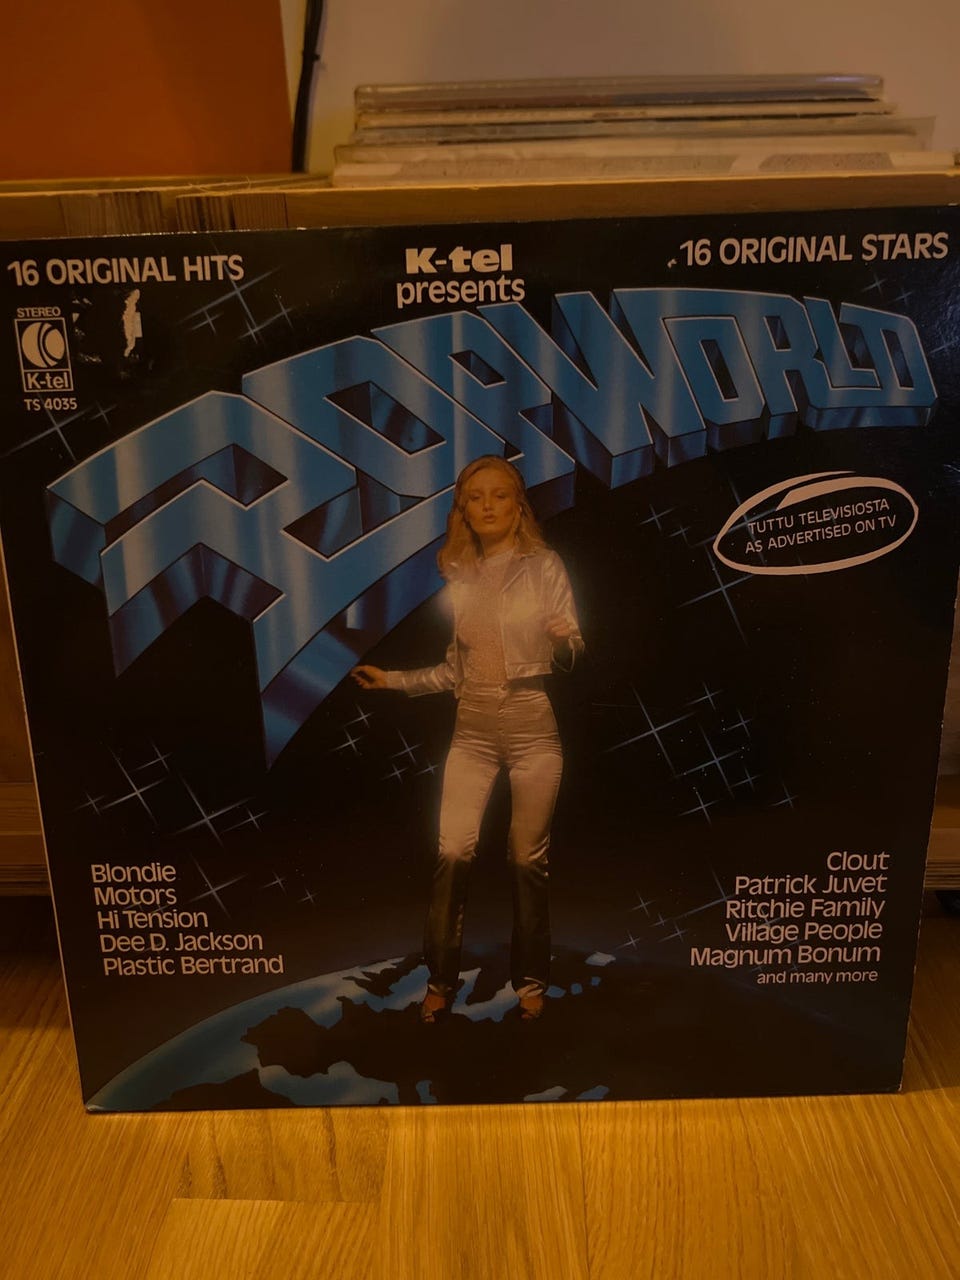 16 ORIGINAL HITS
K-tel
presents
16 ORIGINAL STARS
STEREO
K-tel
TS 4035
POPWORLD
TUTTU TELEVISIOSTA
AS ADVERTISED ON TV
Blondie
Motors
Hi Tension
Dee D. Jackson
Plastic Bertrand
Clout
Patrick Juvet
Ritchie Family
Village People
Magnum Bonum
and many more